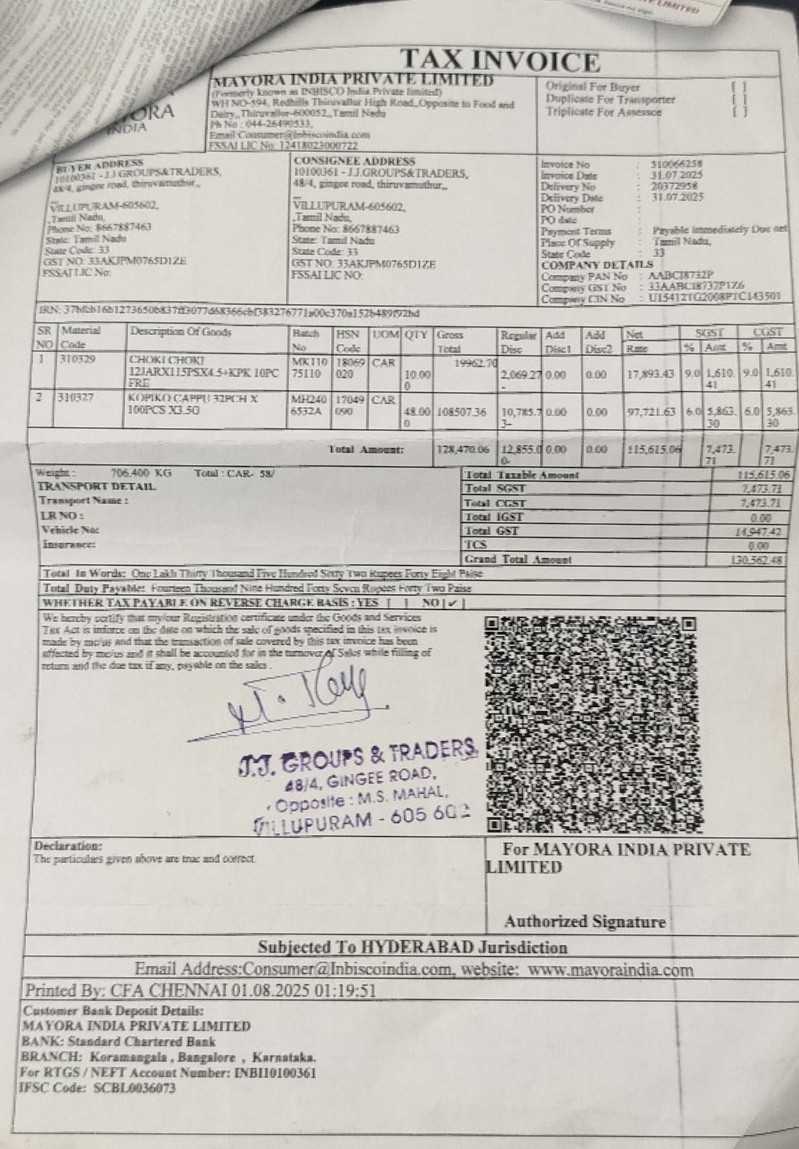 TAX INVOICE
MAYORA INDIA PRIVATE LIMITED
(Formerly known as INBISCO India Private limited)
WH NO-594, Redhills Thiruvallur High Road,,Opposite to Food and
Dairy,,Thiruvallor-600052,,Tamil Nadu
Ph No : 044-26490533,
Email:Consumer@Inbiscoindia.com
FSSAI LIC No: 12418023000722
Original For Buyer [ ]
Duplicate For Transporter [ ]
Triplicate For Assessee [ ]
INDIA
BUYER ADDRESS
10100361 - J.J.GROUPS&TRADERS,
48/4, gingee road, thiruvamuthur,,
VILLUPURAM-605602,
,Tamil Nadu,
Phone No: 8667887463
State: Tamil Nadu
State Code: 33
GST NO: 33AKJPM0765D1ZE
FSSAI LIC No:
CONSIGNEE ADDRESS
10100361 - J.J.GROUPS&TRADERS,
48/4, gingee road, thiruvamuthur,,
VILLUPURAM-605602,
,Tamil Nadu,
Phone No: 8667887463
State: Tamil Nadu
State Code: 33
GST NO: 33AKJPM0765D1ZE
FSSAI LIC NO:
Invoice No : 310066258
Invoice Date : 31.07.2025
Delivery No : 20372958
Delivery Date : 31.07.2025
PO Number :
PO date
Payment Terms : Payable immediately Due net
Place Of Supply : Tamil Nadu,
State Code : 33
COMPANY DETAILS
Company PAN No : AABCI8732P
Company GST No : 33AABCI8732P1Z6
Company CIN No : U15412TG2008PTC143501
IRN: 37bfcb16b1273650b837ff3077d68366cbf383276771a00c370a152b489f92bd
SR NO Material Code Description Of Goods Batch No HSN Code UOM QTY Gross Total Regular Disc Add Disc1 Add Disc2 Net Rate SGST % Amt CGST % Amt
1 310329 CHOKI CHOKI 12JARX115PSX4.5+KPK 10PC FRE MK110 75110 18069 020 CAR 10.00 0 19962.70 2,069.27 - 0.00 0.00 17,893.43 9.0 1,610. 41 9.0 1,610. 41
2 310327 KOPIKO CAPPU 32PCH X 100PCS X3.5G MH240 6532A 17049 090 CAR 48.00 0 108507.36 10,785.7 3- 0.00 0.00 97,721.63 6.0 5,863. 30 6.0 5,863. 30
Total Amount: 128,470.06 12,855.0 0- 0.00 0.00 115,615.06 7,473. 71 7,473. 71
Weight : 706.400 KG Total : CAR- 58/
TRANSPORT DETAIL
Transport Name :
LR NO :
Vehicle No:
Insurance:
Total Taxable Amount 115,615.06
Total SGST 7,473.71
Total CGST 7,473.71
Total IGST 0.00
Total GST 14,947.42
TCS 0.00
Grand Total Amount 130,562.48
Total In Words: One Lakh Thirty Thousand Five Hundred Sixty Two Rupees Forty Eight Paise
Total Duty Payable: Fourteen Thousand Nine Hundred Forty Seven Rupees Forty Two Paise
WHETHER TAX PAYABLE ON REVERSE CHARGE BASIS : YES [ ] NO [✓]
We hereby certify that my/our Registration certificate under the Goods and Services
Tax Act is inforce on the date on which the sale of goods specified in this tax invoice is
made by me/us and that the transaction of sale covered by this tax invoice has been
affected by me/us and it shall be accounted for in the turnover of Sales while filling of
return and the due tax if any, payable on the sales .
J.J. GROUPS & TRADERS,
48/4, GINGEE ROAD,
Opposite : M.S. MAHAL,
VILLUPURAM - 605 602
Declaration:
The particulars given above are true and correct.
For MAYORA INDIA PRIVATE
LIMITED
Authorized Signature
Subjected To HYDERABAD Jurisdiction
Email Address:Consumer@Inbiscoindia.com, website: www.mayoraindia.com
Printed By: CFA CHENNAI 01.08.2025 01:19:51
Customer Bank Deposit Details:
MAYORA INDIA PRIVATE LIMITED
BANK: Standard Chartered Bank
BRANCH: Koramangala , Bangalore , Karnataka.
For RTGS / NEFT Account Number: INBI10100361
IFSC Code: SCBL0036073